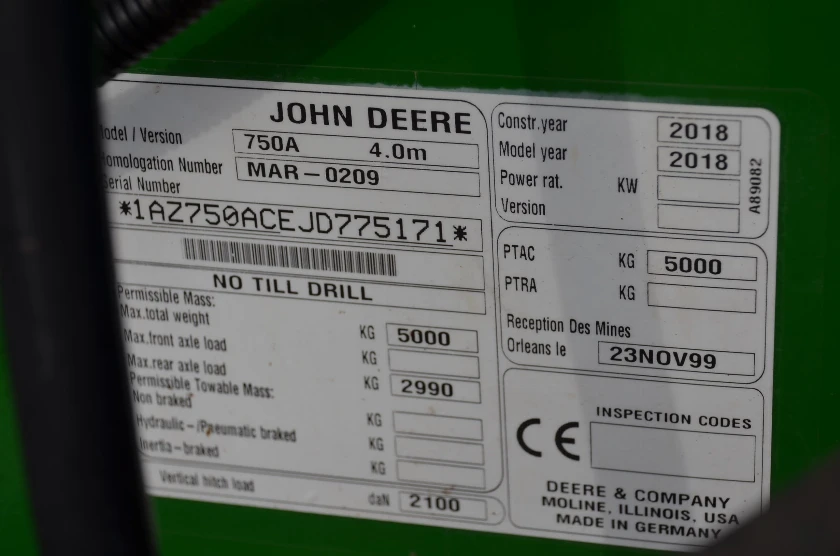 JOHN DEERE
Model / Version 750A 4.0m
Homologation Number MAR-0209
Serial Number
*1AZ750ACEJD775171*
NO TILL DRILL
Permissible Mass:
Max.total weight KG 5000
Max.front axle load KG
Max.rear axle load KG 2990
Permissible Towable Mass:
Non braked KG
Hydraulic-/Pneumatic braked KG
Inertia-braked KG
Vertical hitch load daN 2100
Constr.year 2018
Model year 2018
Power rat. KW
Version
A89082
PTAC KG 5000
PTRA KG
Reception Des Mines
Orleans le 23NOV99
CE
INSPECTION CODES
DEERE & COMPANY
MOLINE, ILLINOIS, USA
MADE IN GERMANY